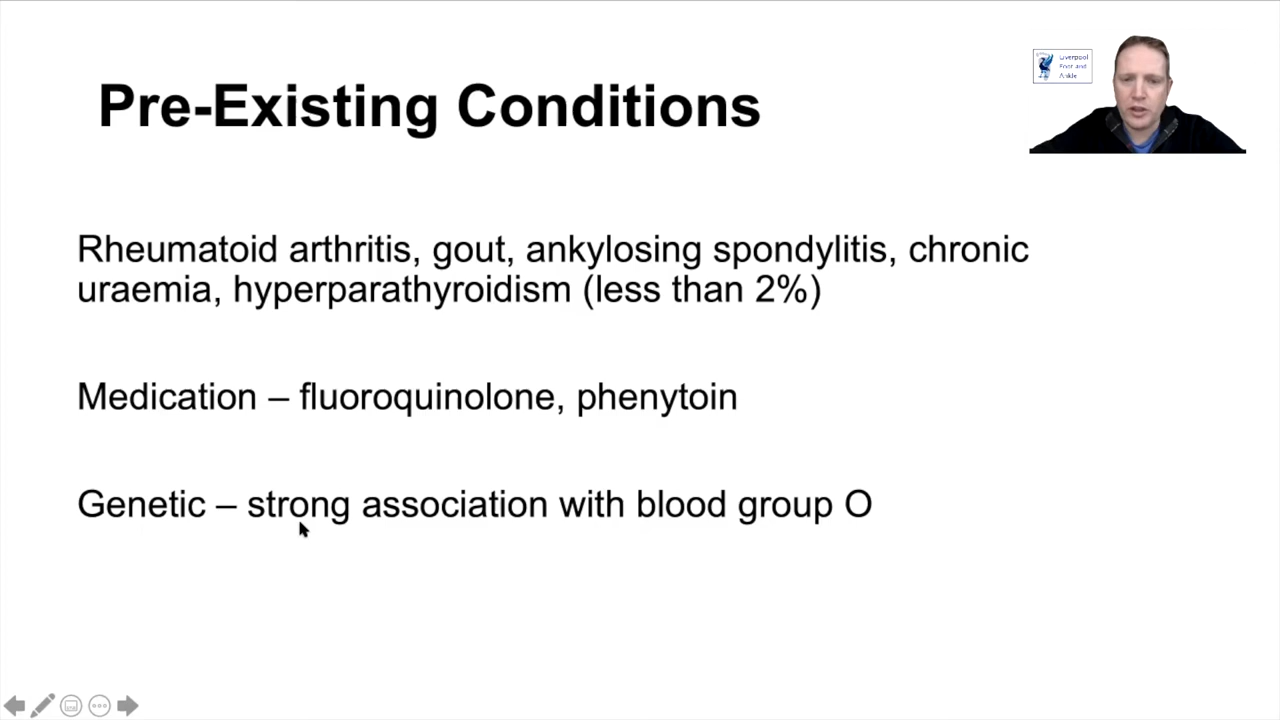 Pre-Existing Conditions
Liverpool
Foot and
Ankle
Rheumatoid arthritis, gout, ankylosing spondylitis, chronic
uraemia, hyperparathyroidism (less than 2%)
Medication – fluoroquinolone, phenytoin
Genetic – strong association with blood group O